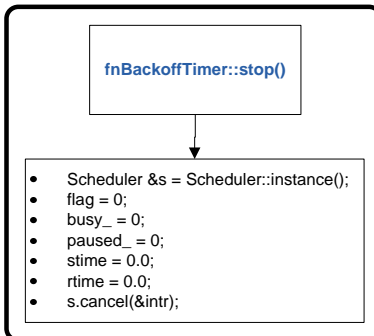 fnBackoffTimer::stop()
• Scheduler &s = Scheduler::instance();
• flag = 0;
• busy_ = 0;
• paused_ = 0;
• stime = 0.0;
• rtime = 0.0;
• s.cancel(&intr);